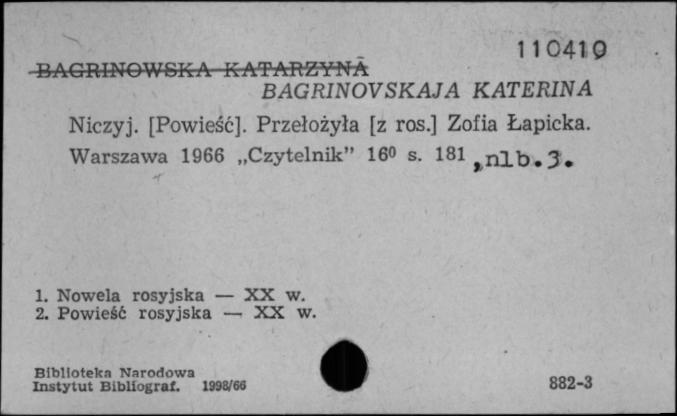 110410
BAGRINOWSKA KATARZYNA
BAGRINOVSKAJA KATERINA
Niczyj. [Powieść]. Przełożyła [z ros.] Zofia Łapicka.
Warszawa 1966 „Czytelnik” 16⁰ s. 181 , nlb. 3.
1. Nowela rosyjska — XX w.
2. Powieść rosyjska — XX w.
Biblioteka Narodowa
Instytut Bibliograf. 1998/66
882-3